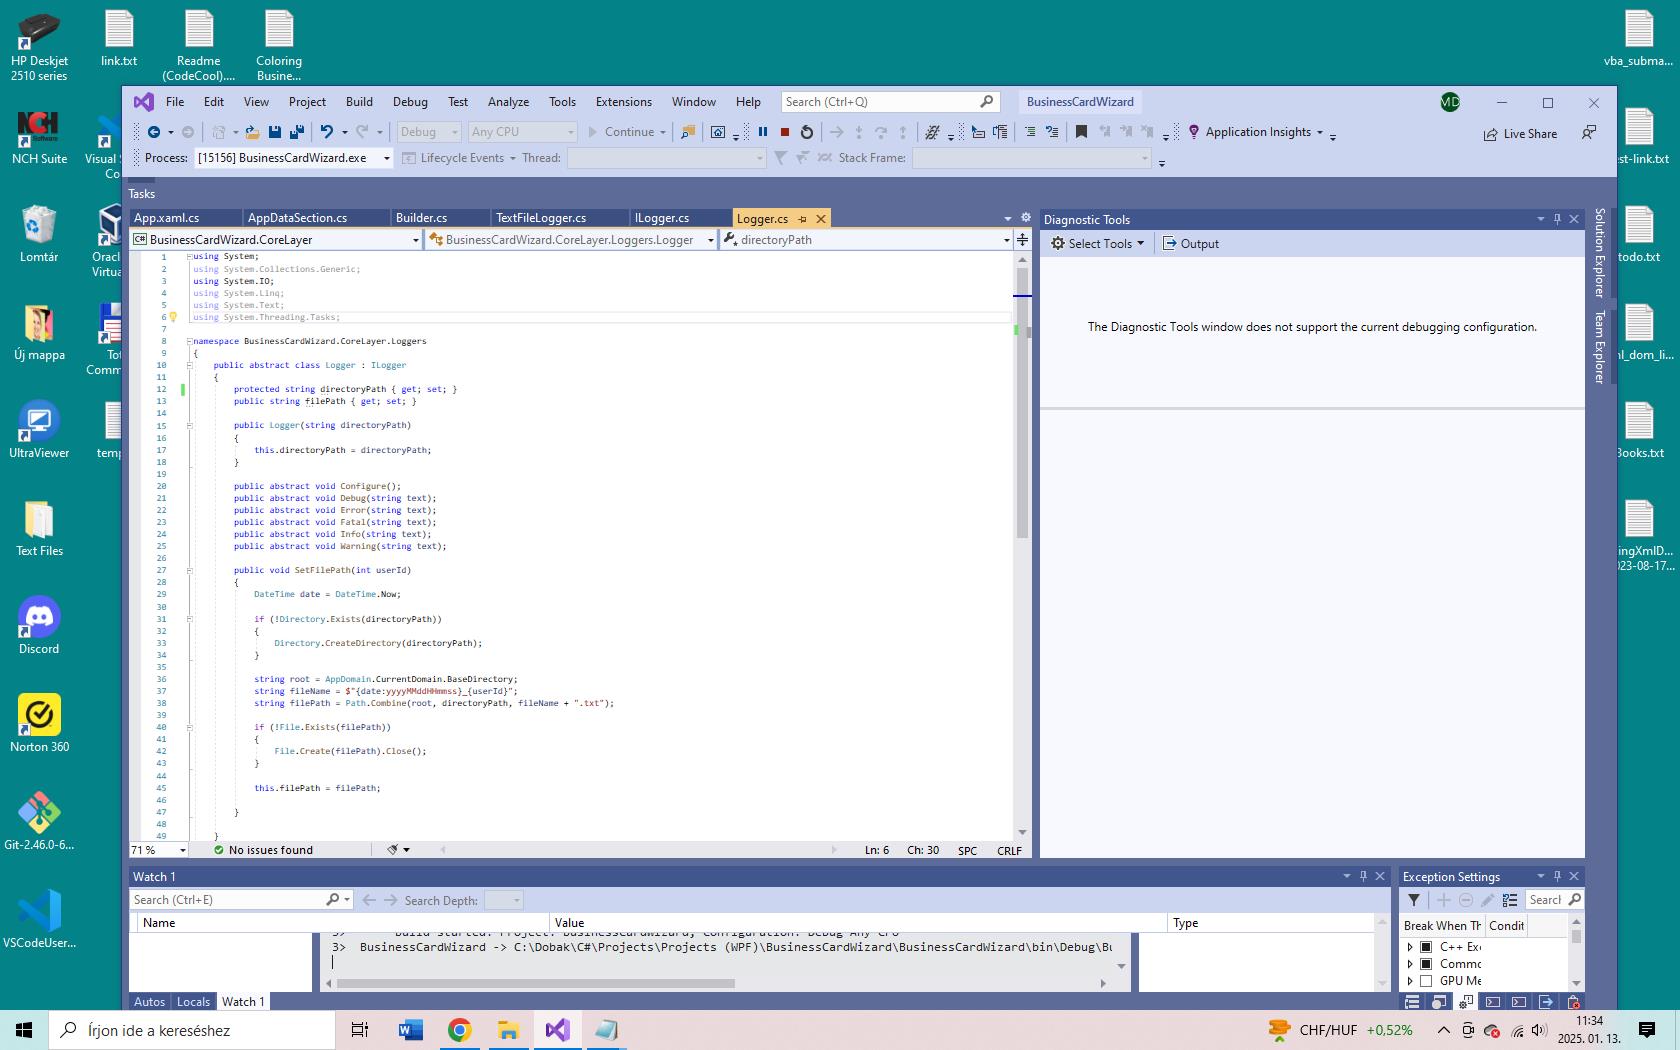 HP Deskjet
2510 series
link.txt
Readme
(CodeCool)....
Coloring
Busine...
vba_subma...
File Edit View Project Build Debug Test Analyze Tools Extensions Window Help
Search (Ctrl+Q)
BusinessCardWizard
MD
Debug
Any CPU
Continue
Application Insights
Live Share
NCH
Software
NCH Suite
Visual S
Co
est-link.txt
Process: [15156] BusinessCardWizard.exe
Lifecycle Events
Thread:
Stack Frame:
Tasks
App.xaml.cs AppDataSection.cs Builder.cs TextFileLogger.cs ILogger.cs Logger.cs
Diagnostic Tools
BusinessCardWizard.CoreLayer
BusinessCardWizard.CoreLayer.Loggers.Logger
directoryPath
Select Tools
Output
The Diagnostic Tools window does not support the current debugging configuration.
Solution Explorer
Team Explorer
1 using System;
2 using System.Collections.Generic;
3 using System.IO;
4 using System.Linq;
5 using System.Text;
6 using System.Threading.Tasks;
7
8 namespace BusinessCardWizard.CoreLayer.Loggers
9 {
10 public abstract class Logger : ILogger
11 {
12 protected string directoryPath { get; set; }
13 public string filePath { get; set; }
14
15 public Logger(string directoryPath)
16 {
17 this.directoryPath = directoryPath;
18 }
19
20 public abstract void Configure();
21 public abstract void Debug(string text);
22 public abstract void Error(string text);
23 public abstract void Fatal(string text);
24 public abstract void Info(string text);
25 public abstract void Warning(string text);
26
27 public void SetFilePath(int userId)
28 {
29 DateTime date = DateTime.Now;
30
31 if (!Directory.Exists(directoryPath))
32 {
33 Directory.CreateDirectory(directoryPath);
34 }
35
36 string root = AppDomain.CurrentDomain.BaseDirectory;
37 string fileName = $"{date:yyyyMMddHHmmss}_{userId}";
38 string filePath = Path.Combine(root, directoryPath, fileName + ".txt");
39
40 if (!File.Exists(filePath))
41 {
42 File.Create(filePath).Close();
43 }
44
45 this.filePath = filePath;
46
47 }
48
49 }
71 %
No issues found
Ln: 6 Ch: 30 SPC CRLF
Lomtár
Oracl
Virtua
todo.txt
Új mappa
Tot
Comm...
ml_dom_li...
UltraViewer
temp
Books.txt
Text Files
ingXmlD...
023-08-17...
Discord
Norton 360
Git-2.46.0-6...
VSCodeUser...
Watch 1
Search (Ctrl+E)
Search Depth:
Name Value Type
3> Build started: Project: BusinessCardWizard, Configuration: Debug Any CPU
3> BusinessCardWizard -> C:\Dobak\C#\Projects\Projects (WPF)\BusinessCardWizard\BusinessCardWizard\bin\Debug\Bu
Autos Locals Watch 1
Exception Settings
Search
Break When Th Condit
C++ Exc
Commo
GPU Me
Írjon ide a kereséshez
CHF/HUF +0,52%
11:34
2025. 01. 13.